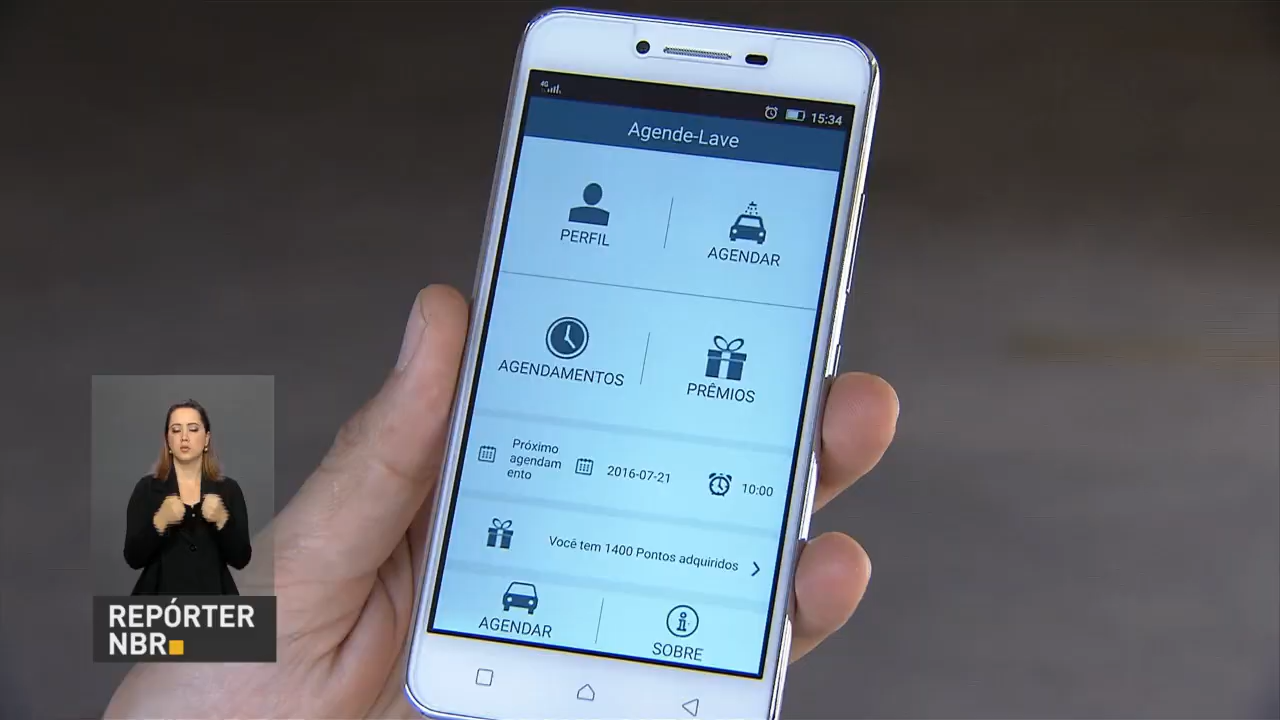 4G
15:34
Agende-Lave
PERFIL
AGENDAR
AGENDAMENTOS
PRÊMIOS
Próximo
agendam
ento
2016-07-21
10:00
Você tem 1400 Pontos adquiridos
AGENDAR
SOBRE
REPÓRTER
NBR